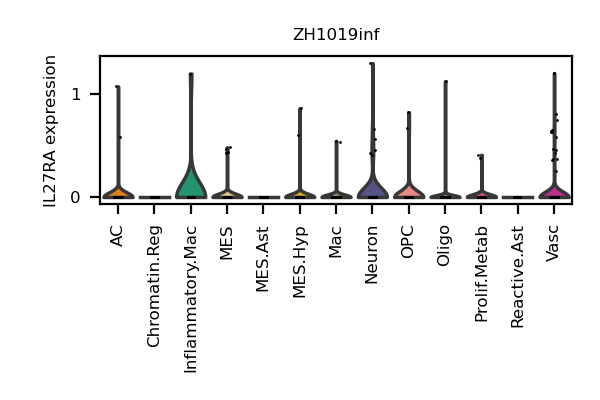 ZH1019inf
IL27RA expression
1
0
AC
Chromatin.Reg
Inflammatory.Mac
MES
MES.Ast
MES.Hyp
Mac
Neuron
OPC
Oligo
Prolif.Metab
Reactive.Ast
Vasc